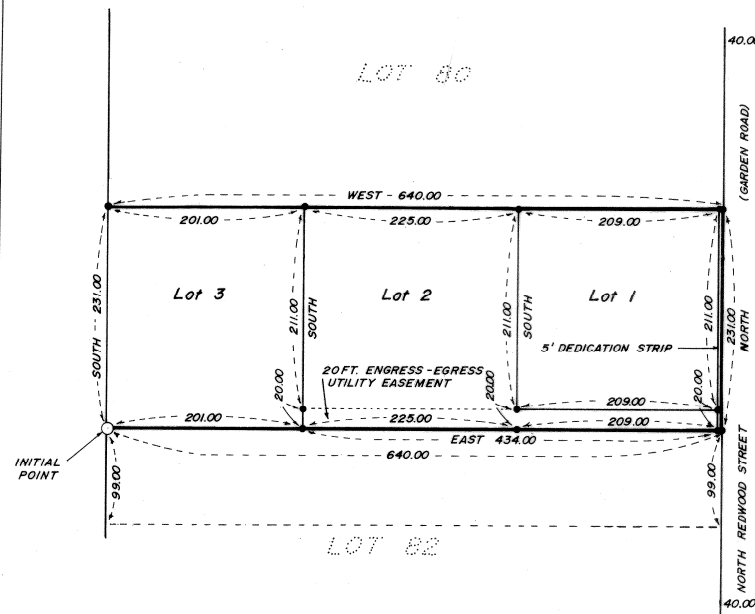 40.00
LOT 80
(GARDEN ROAD)
WEST - 640.00
201.00
225.00
209.00
SOUTH - 231.00
Lot 3
211.00
SOUTH
Lot 2
211.00
SOUTH
Lot 1
211.00
231.00
NORTH
5' DEDICATION STRIP
20 FT. ENGRESS-EGRESS
UTILITY EASEMENT
20.00
20.00
209.00
20.00
201.00
225.00
209.00
EAST 434.00
640.00
INITIAL
POINT
99.00
99.00
NORTH REDWOOD STREET
LOT 82
40.00